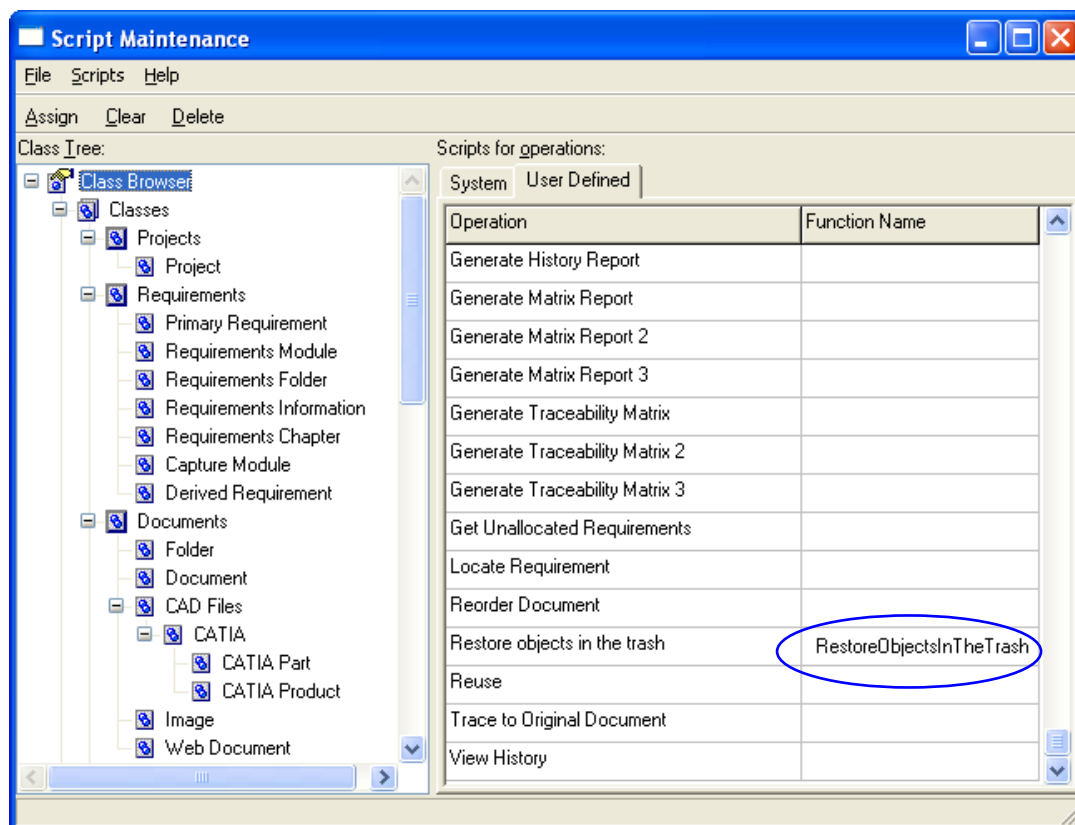 Script Maintenance
File Scripts Help
Assign Clear Delete
Class Tree:
Class Browser
Classes
Projects
Project
Requirements
Primary Requirement
Requirements Module
Requirements Folder
Requirements Information
Requirements Chapter
Capture Module
Derived Requirement
Documents
Folder
Document
CAD Files
CATIA
CATIA Part
CATIA Product
Image
Web Document
Scripts for operations:
System User Defined
Operation Function Name
Generate History Report
Generate Matrix Report
Generate Matrix Report 2
Generate Matrix Report 3
Generate Traceability Matrix
Generate Traceability Matrix 2
Generate Traceability Matrix 3
Get Unallocated Requirements
Locate Requirement
Reorder Document
Restore objects in the trash RestoreObjectsInTheTrash
Reuse
Trace to Original Document
View History